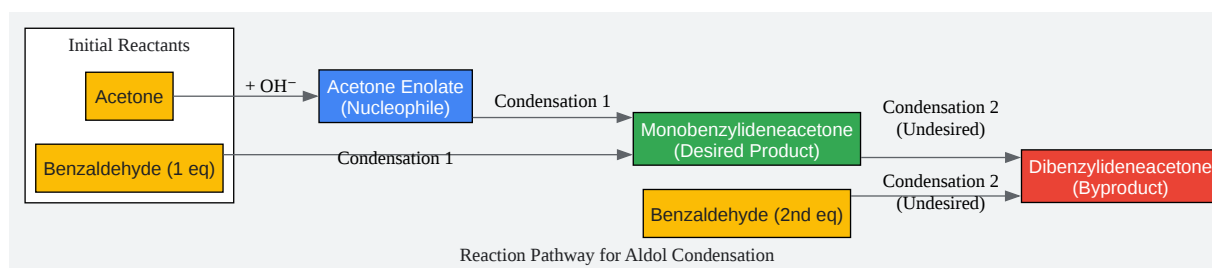 Initial Reactants
Acetone
+ OH⁻
Acetone Enolate
(Nucleophile)
Condensation 1
Benzaldehyde (1 eq)
Condensation 1
Monobenzylideneacetone
(Desired Product)
Condensation 2
(Undesired)
Benzaldehyde (2nd eq)
Condensation 2
(Undesired)
Dibenzylideneacetone
(Byproduct)
Reaction Pathway for Aldol Condensation